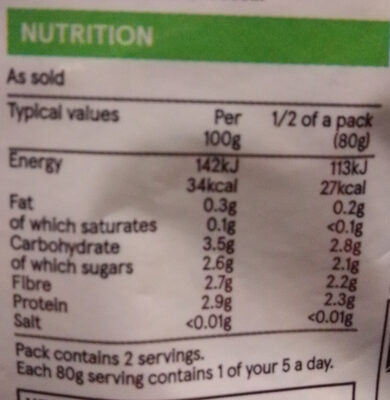 NUTRITION
As sold
Typical values Per 1/2 of a pack
100g (80g)
Energy 142kJ 113kJ
34kcal 27kcal
Fat 0.3g 0.2g
of which saturates 0.1g <0.1g
Carbohydrate 3.5g 2.8g
of which sugars 2.6g 2.1g
Fibre 2.7g 2.2g
Protein 2.9g 2.3g
Salt <0.01g <0.01g
Pack contains 2 servings.
Each 80g serving contains 1 of your 5 a day.